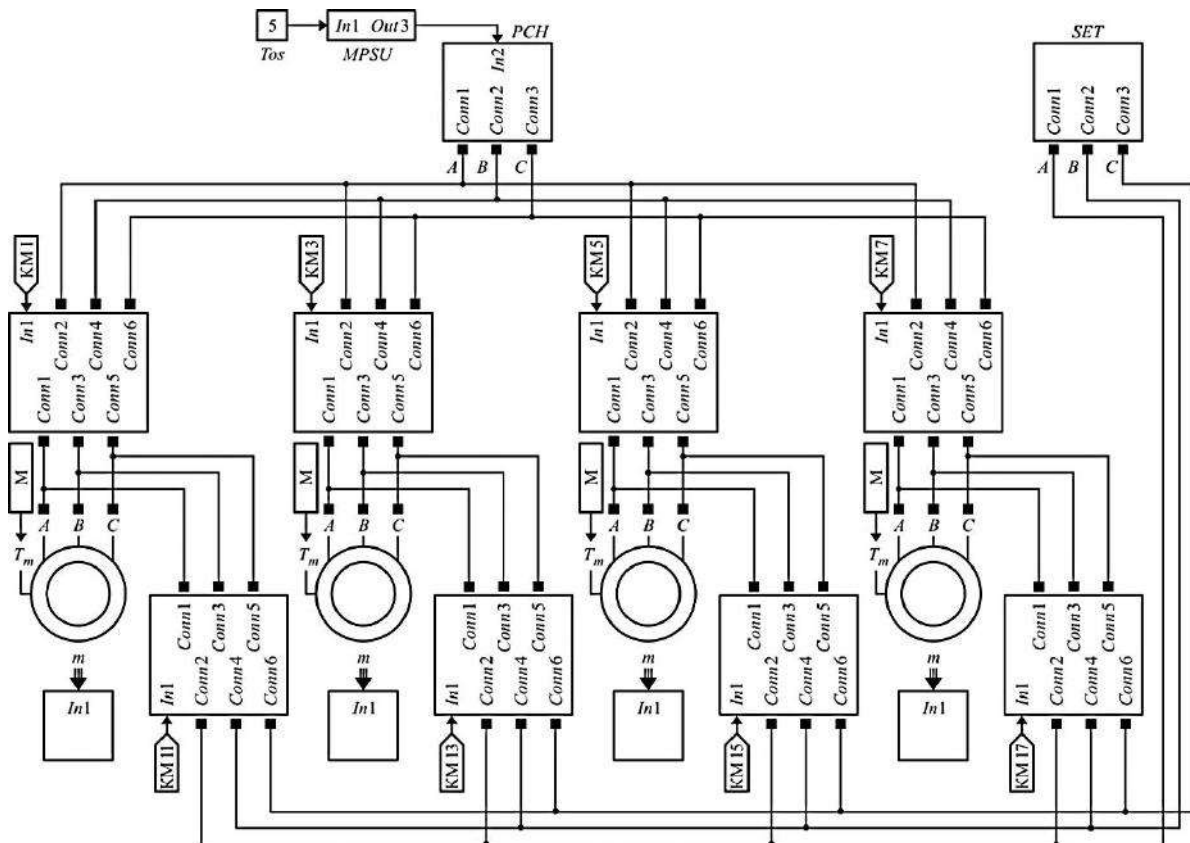 5 In1 Out3
Tos MPSU
PCH
In2
Conn1 Conn2 Conn3
A B C
SET
Conn1 Conn2 Conn3
A B C
KM1 KM3 KM5 KM7
In1 Conn2 Conn4 Conn6
Conn1 Conn3 Conn5
In1 Conn2 Conn4 Conn6
Conn1 Conn3 Conn5
In1 Conn2 Conn4 Conn6
Conn1 Conn3 Conn5
In1 Conn2 Conn4 Conn6
Conn1 Conn3 Conn5
M M M M
A B C A B C A B C A B C
Tm Tm Tm Tm
Conn1 Conn3 Conn5
In1 Conn2 Conn4 Conn6
Conn1 Conn3 Conn5
In1 Conn2 Conn4 Conn6
Conn1 Conn3 Conn5
In1 Conn2 Conn4 Conn6
Conn1 Conn3 Conn5
In1 Conn2 Conn4 Conn6
m m m m
In1 In1 In1 In1
KM11 KM13 KM15 KM17